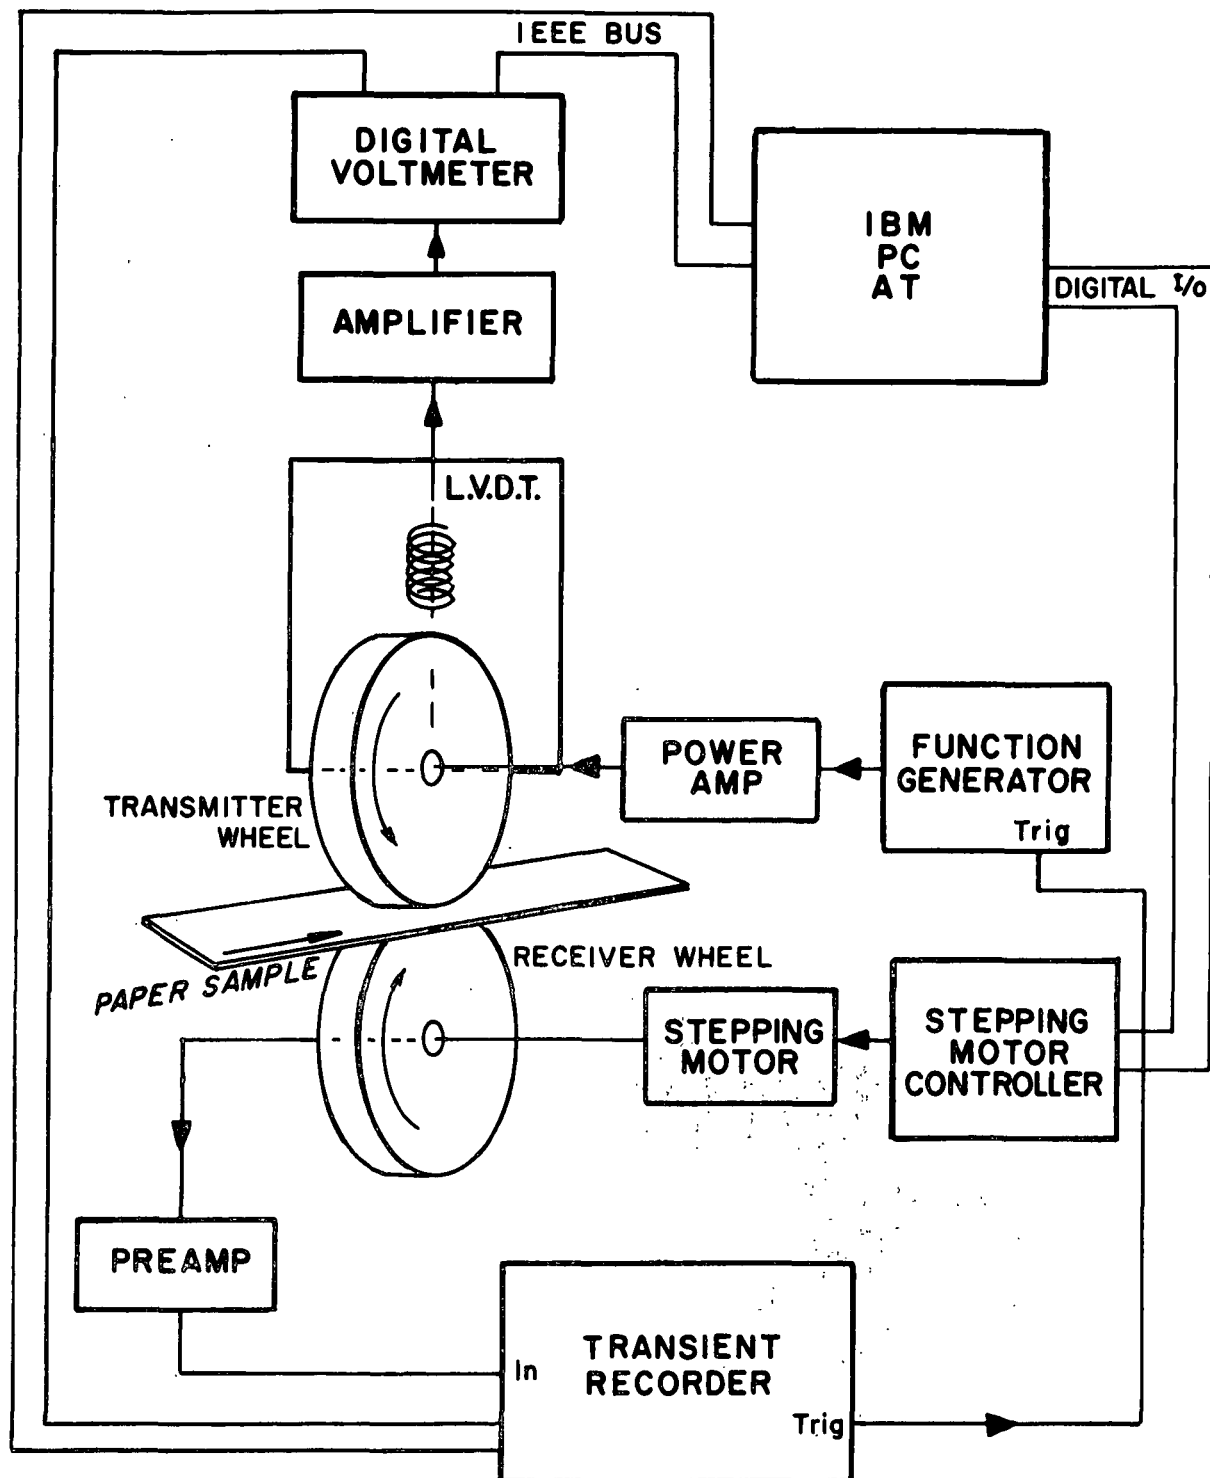 IEEE BUS
DIGITAL
VOLTMETER
IBM
PC
AT
DIGITAL I/O
AMPLIFIER
L.V.D.T.
POWER
AMP
FUNCTION
GENERATOR
Trig
TRANSMITTER
WHEEL
PAPER SAMPLE
RECEIVER WHEEL
STEPPING
MOTOR
STEPPING
MOTOR
CONTROLLER
PREAMP
In
TRANSIENT
RECORDER
Trig